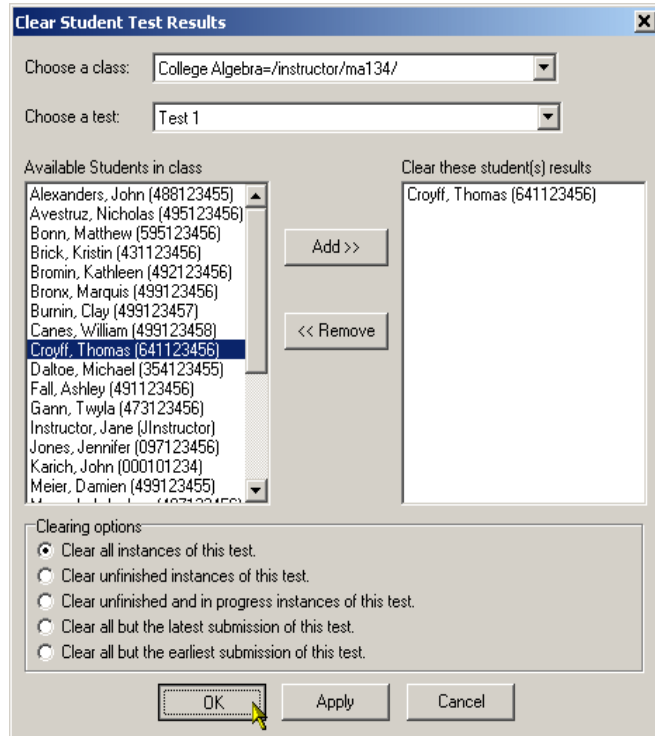 Clear Student Test Results
Choose a class:
College Algebra=/instructor/ma134/
Choose a test:
Test 1
Available Students in class
Alexanders, John (488123455)
Avestruz, Nicholas (495123456)
Bonn, Matthew (595123456)
Brick, Kristin (431123456)
Bromin, Kathleen (492123456)
Bronx, Marquis (499123456)
Burnin, Clay (499123457)
Canes, William (499123458)
Croyff, Thomas (641123456)
Daltoe, Michael (354123455)
Fall, Ashley (491123456)
Gann, Twyla (473123456)
Instructor, Jane (JInstructor)
Jones, Jennifer (097123456)
Karich, John (000101234)
Meier, Damien (499123455)
Add >>
<< Remove
Clear these student(s) results
Croyff, Thomas (641123456)
Clearing options
Clear all instances of this test.
Clear unfinished instances of this test.
Clear unfinished and in progress instances of this test.
Clear all but the latest submission of this test.
Clear all but the earliest submission of this test.
OK
Apply
Cancel